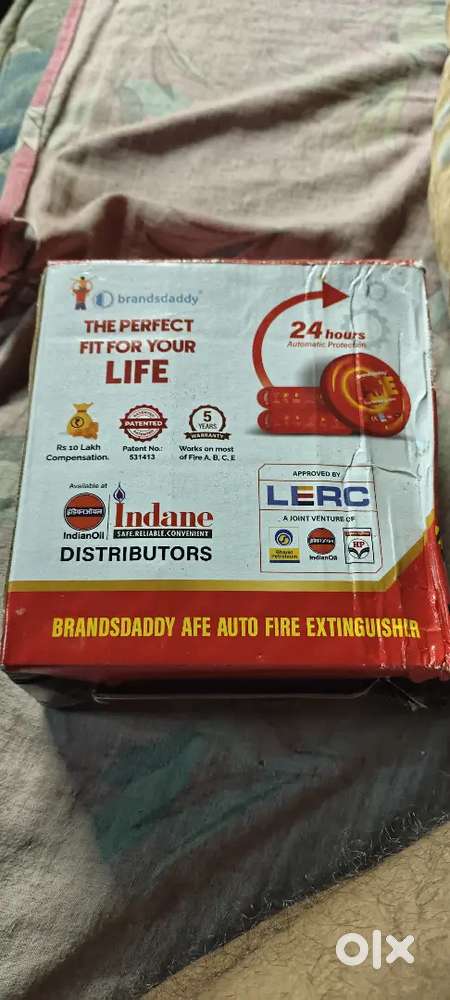 brandsdaddy
THE PERFECT
FIT FOR YOUR
LIFE
24 hours
Automatic Protection
Rs 10 Lakh
Compensation.
PATENTED
Patent No.:
531413
5
YEARS
WARRANTY
Works on most
of Fire A, B, C, E
Available at
इंडियनऑयल
IndianOil
Indane
SAFE.RELIABLE.CONVENIENT
DISTRIBUTORS
APPROVED BY
LERC
A JOINT VENTURE OF
Bharat
Petroleum
IndianOil
HP
BRANDSDADDY AFE AUTO FIRE EXTINGUISHER
olx